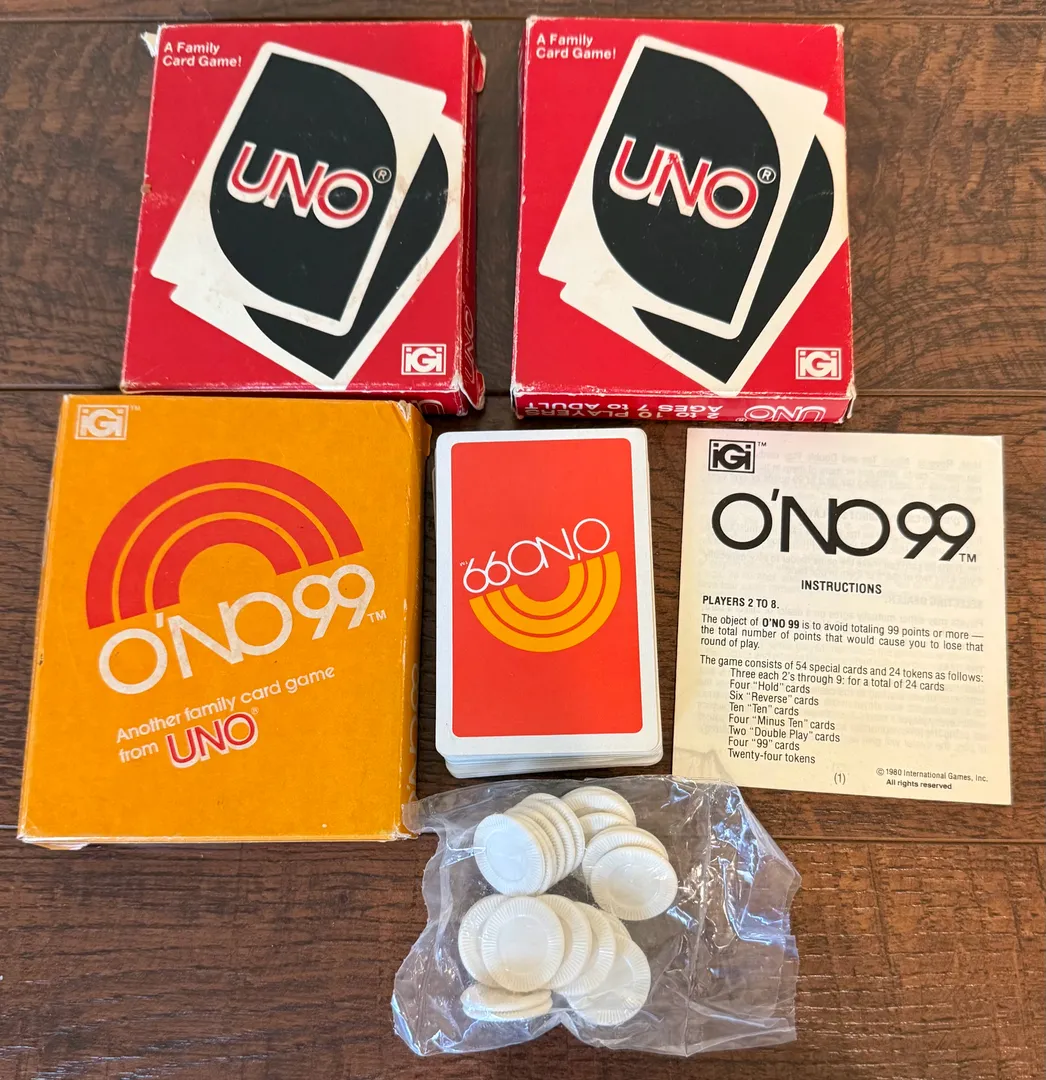 A Family
Card Game!
UNO®
iGi
UNO
A Family
Card Game!
UNO®
iGi
2 to 10 PLAYERS
AGES 7 to ADULT
UNO®
iGi™
O'NO 99™
Another family card game
from UNO®
O'NO 99™
iGi™
O'NO 99™
INSTRUCTIONS
PLAYERS 2 TO 8.
The object of O'NO 99 is to avoid totaling 99 points or more —
the total number of points that would cause you to lose that
round of play.
The game consists of 54 special cards and 24 tokens as follows:
Three each 2's through 9: for a total of 24 cards
Four "Hold" cards
Six "Reverse" cards
Ten "Ten" cards
Four "Minus Ten" cards
Two "Double Play" cards
Four "99" cards
Twenty-four tokens
(1)
© 1980 International Games, Inc.
All rights reserved